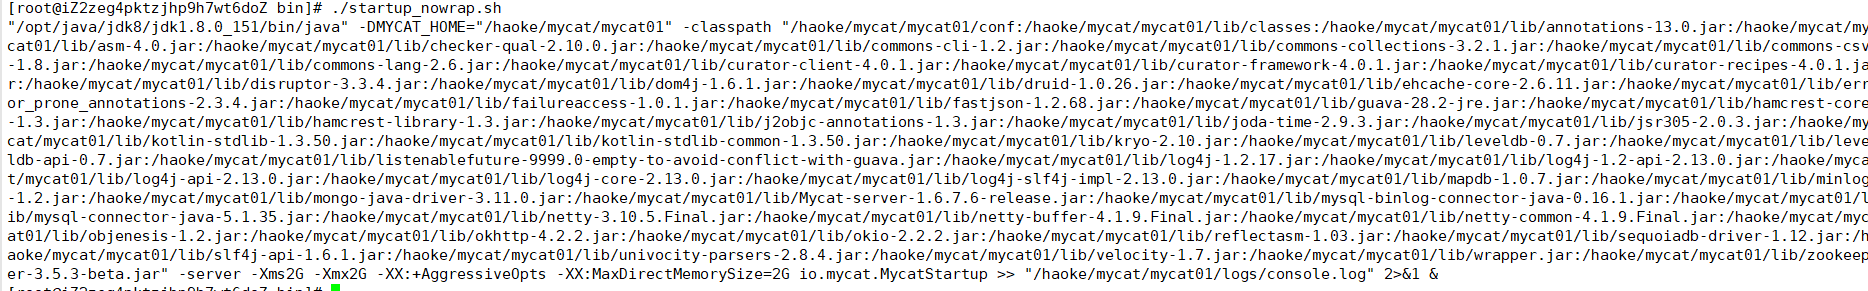 [root@iZ2zeg4pktzjhp9h7wt6doZ bin]# ./startup_nowrap.sh
"/opt/java/jdk8/jdk1.8.0_151/bin/java" -DMYCAT_HOME="/haoke/mycat/mycat01" -classpath "/haoke/mycat/mycat01/conf:/haoke/mycat/mycat01/lib/classes:/haoke/mycat/mycat01/lib/annotations-13.0.jar:/haoke/mycat/my
cat01/lib/asm-4.0.jar:/haoke/mycat/mycat01/lib/checker-qual-2.10.0.jar:/haoke/mycat/mycat01/lib/commons-cli-1.2.jar:/haoke/mycat/mycat01/lib/commons-collections-3.2.1.jar:/haoke/mycat/mycat01/lib/commons-csv
-1.8.jar:/haoke/mycat/mycat01/lib/commons-lang-2.6.jar:/haoke/mycat/mycat01/lib/curator-client-4.0.1.jar:/haoke/mycat/mycat01/lib/curator-framework-4.0.1.jar:/haoke/mycat/mycat01/lib/curator-recipes-4.0.1.ja
r:/haoke/mycat/mycat01/lib/disruptor-3.3.4.jar:/haoke/mycat/mycat01/lib/dom4j-1.6.1.jar:/haoke/mycat/mycat01/lib/druid-1.0.26.jar:/haoke/mycat/mycat01/lib/ehcache-core-2.6.11.jar:/haoke/mycat/mycat01/lib/err
or_prone_annotations-2.3.4.jar:/haoke/mycat/mycat01/lib/failureaccess-1.0.1.jar:/haoke/mycat/mycat01/lib/fastjson-1.2.68.jar:/haoke/mycat/mycat01/lib/guava-28.2-jre.jar:/haoke/mycat/mycat01/lib/hamcrest-core
-1.3.jar:/haoke/mycat/mycat01/lib/hamcrest-library-1.3.jar:/haoke/mycat/mycat01/lib/j2objc-annotations-1.3.jar:/haoke/mycat/mycat01/lib/joda-time-2.9.3.jar:/haoke/mycat/mycat01/lib/jsr305-2.0.3.jar:/haoke/my
cat/mycat01/lib/kotlin-stdlib-1.3.50.jar:/haoke/mycat/mycat01/lib/kotlin-stdlib-common-1.3.50.jar:/haoke/mycat/mycat01/lib/kryo-2.10.jar:/haoke/mycat/mycat01/lib/leveldb-0.7.jar:/haoke/mycat/mycat01/lib/leve
ldb-api-0.7.jar:/haoke/mycat/mycat01/lib/listenablefuture-9999.0-empty-to-avoid-conflict-with-guava.jar:/haoke/mycat/mycat01/lib/log4j-1.2.17.jar:/haoke/mycat/mycat01/lib/log4j-1.2-api-2.13.0.jar:/haoke/myca
t/mycat01/lib/log4j-api-2.13.0.jar:/haoke/mycat/mycat01/lib/log4j-core-2.13.0.jar:/haoke/mycat/mycat01/lib/log4j-slf4j-impl-2.13.0.jar:/haoke/mycat/mycat01/lib/mapdb-1.0.7.jar:/haoke/mycat/mycat01/lib/minlog
-1.2.jar:/haoke/mycat/mycat01/lib/mongo-java-driver-3.11.0.jar:/haoke/mycat/mycat01/lib/Mycat-server-1.6.7.6-release.jar:/haoke/mycat/mycat01/lib/mysql-binlog-connector-java-0.16.1.jar:/haoke/mycat/mycat01/l
ib/mysql-connector-java-5.1.35.jar:/haoke/mycat/mycat01/lib/netty-3.10.5.Final.jar:/haoke/mycat/mycat01/lib/netty-buffer-4.1.9.Final.jar:/haoke/mycat/mycat01/lib/netty-common-4.1.9.Final.jar:/haoke/mycat/myc
at01/lib/objenesis-1.2.jar:/haoke/mycat/mycat01/lib/okhttp-4.2.2.jar:/haoke/mycat/mycat01/lib/okio-2.2.2.jar:/haoke/mycat/mycat01/lib/reflectasm-1.03.jar:/haoke/mycat/mycat01/lib/sequoiadb-driver-1.12.jar:/h
aoke/mycat/mycat01/lib/slf4j-api-1.6.1.jar:/haoke/mycat/mycat01/lib/univocity-parsers-2.8.4.jar:/haoke/mycat/mycat01/lib/velocity-1.7.jar:/haoke/mycat/mycat01/lib/wrapper.jar:/haoke/mycat/mycat01/lib/zookeep
er-3.5.3-beta.jar" -server -Xms2G -Xmx2G -XX:+AggressiveOpts -XX:MaxDirectMemorySize=2G io.mycat.MycatStartup >> "/haoke/mycat/mycat01/logs/console.log" 2>&1 &
[root@iZ2zeg4pktzjhp9h7wt6doZ bin]#